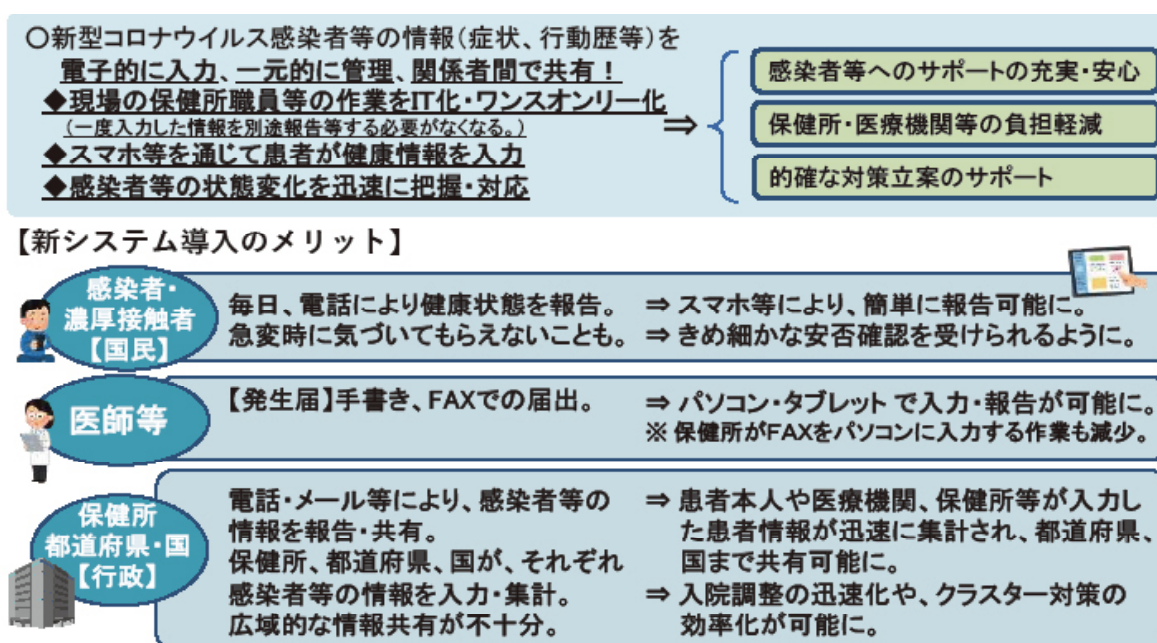 〇新型コロナウイルス感染者等の情報(症状、行動歴等)を
電子的に入力、一元的に管理、関係者間で共有！
◆現場の保健所職員等の作業をIT化・ワンスオンリー化
(一度入力した情報を別途報告等する必要がなくなる。)
◆スマホ等を通じて患者が健康情報を入力
◆感染者等の状態変化を迅速に把握・対応
⇒
感染者等へのサポートの充実・安心
保健所・医療機関等の負担軽減
的確な対策立案のサポート
【新システム導入のメリット】
感染者・
濃厚接触者
【国民】
毎日、電話により健康状態を報告。
急変時に気づいてもらえないことも。
⇒ スマホ等により、簡単に報告可能に。
⇒ きめ細かな安否確認を受けられるように。
医師等
【発生届】手書き、FAXでの届出。
⇒ パソコン・タブレット で入力・報告が可能に。
※ 保健所がFAXをパソコンに入力する作業も減少。
保健所
都道府県・国
【行政】
電話・メール等により、感染者等の
情報を報告・共有。
保健所、都道府県、国が、それぞれ
感染者等の情報を入力・集計。
広域的な情報共有が不十分。
⇒ 患者本人や医療機関、保健所等が入力し
た患者情報が迅速に集計され、都道府県、
国まで共有可能に。
⇒ 入院調整の迅速化や、クラスター対策の
効率化が可能に。